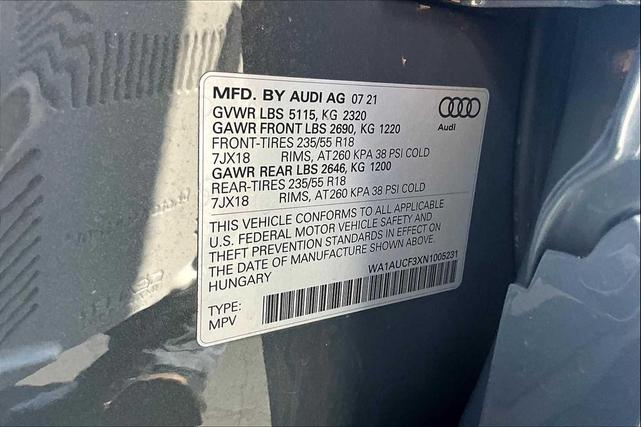 MFD. BY AUDI AG 07 21
GVWR LBS 5115, KG 2320
GAWR FRONT LBS 2690, KG 1220
FRONT-TIRES 235/55 R18
7JX18 RIMS, AT260 KPA 38 PSI COLD
GAWR REAR LBS 2646, KG 1200
REAR-TIRES 235/55 R18
7JX18 RIMS, AT260 KPA 38 PSI COLD
Audi
THIS VEHICLE CONFORMS TO ALL APPLICABLE
U.S. FEDERAL MOTOR VEHICLE SAFETY AND
THEFT PREVENTION STANDARDS IN EFFECT ON
THE DATE OF MANUFACTURE SHOWN ABOVE.
HUNGARY
WA1AUCF3XN1005231
TYPE:
MPV